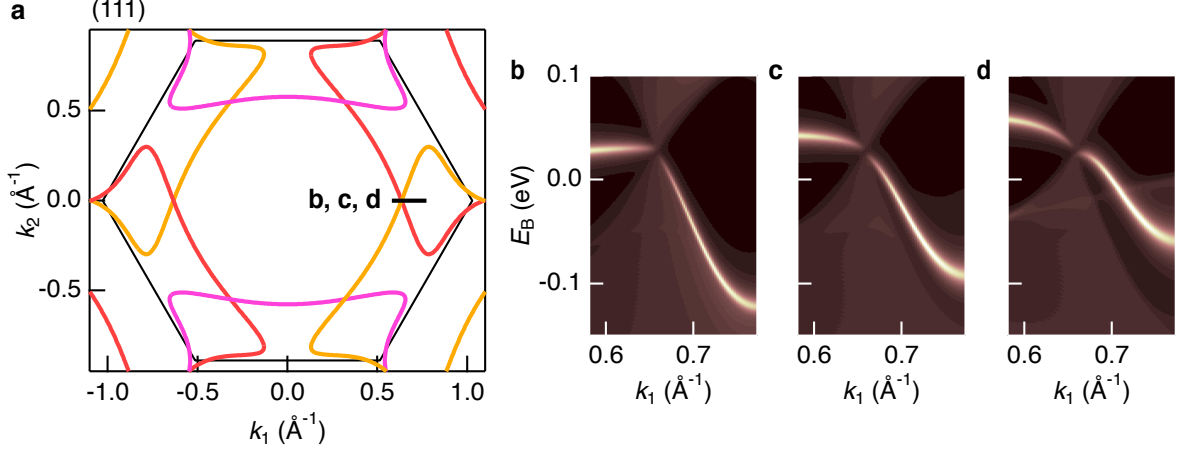 a
(111)
0.5
0.0
-0.5
k₂ (Å⁻¹)
-1.0 -0.5 0.0 0.5 1.0
k₁ (Å⁻¹)
b, c, d
b
0.1
0.0
-0.1
E_B (eV)
0.6 0.7
k₁ (Å⁻¹)
c
0.6 0.7
k₁ (Å⁻¹)
d
0.6 0.7
k₁ (Å⁻¹)